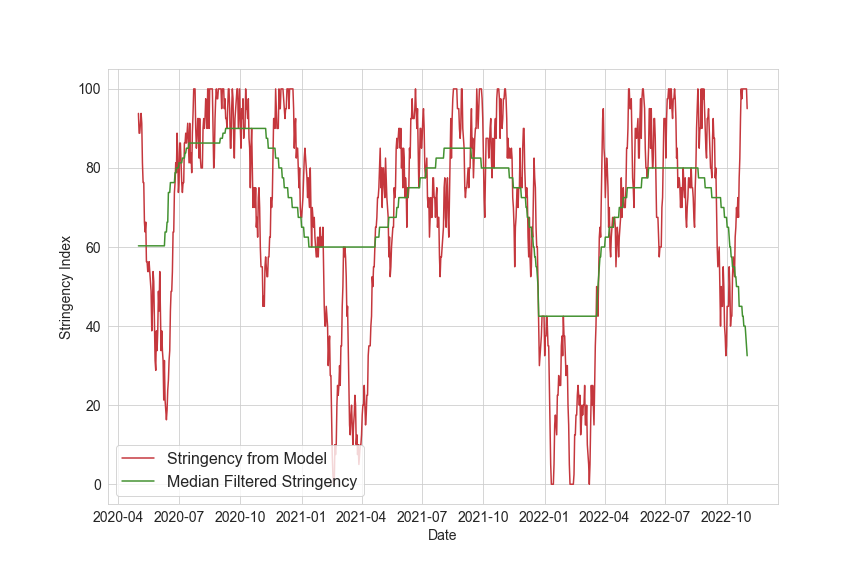 Stringency Index
100
80
60
40
20
0
Stringency from Model
Median Filtered Stringency
2020-04 2020-07 2020-10 2021-01 2021-04 2021-07 2021-10 2022-01 2022-04 2022-07 2022-10
Date